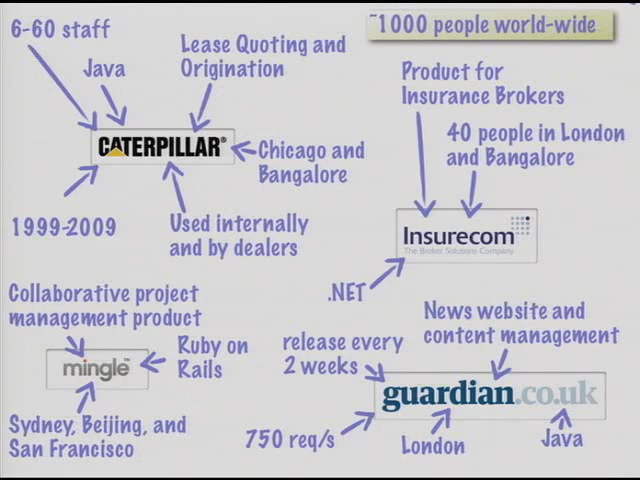 ~1000 people world-wide
6-60 staff
Java
Lease Quoting and
Origination
CATERPILLAR®
Chicago and
Bangalore
1999-2009
Used internally
and by dealers
Product for
Insurance Brokers
40 people in London
and Bangalore
Insurecom
The Broker Solutions Company
.NET
Collaborative project
management product
mingle™
Ruby on
Rails
Sydney, Beijing, and
San Francisco
News website and
content management
release every
2 weeks
guardian.co.uk
750 req/s
London
Java